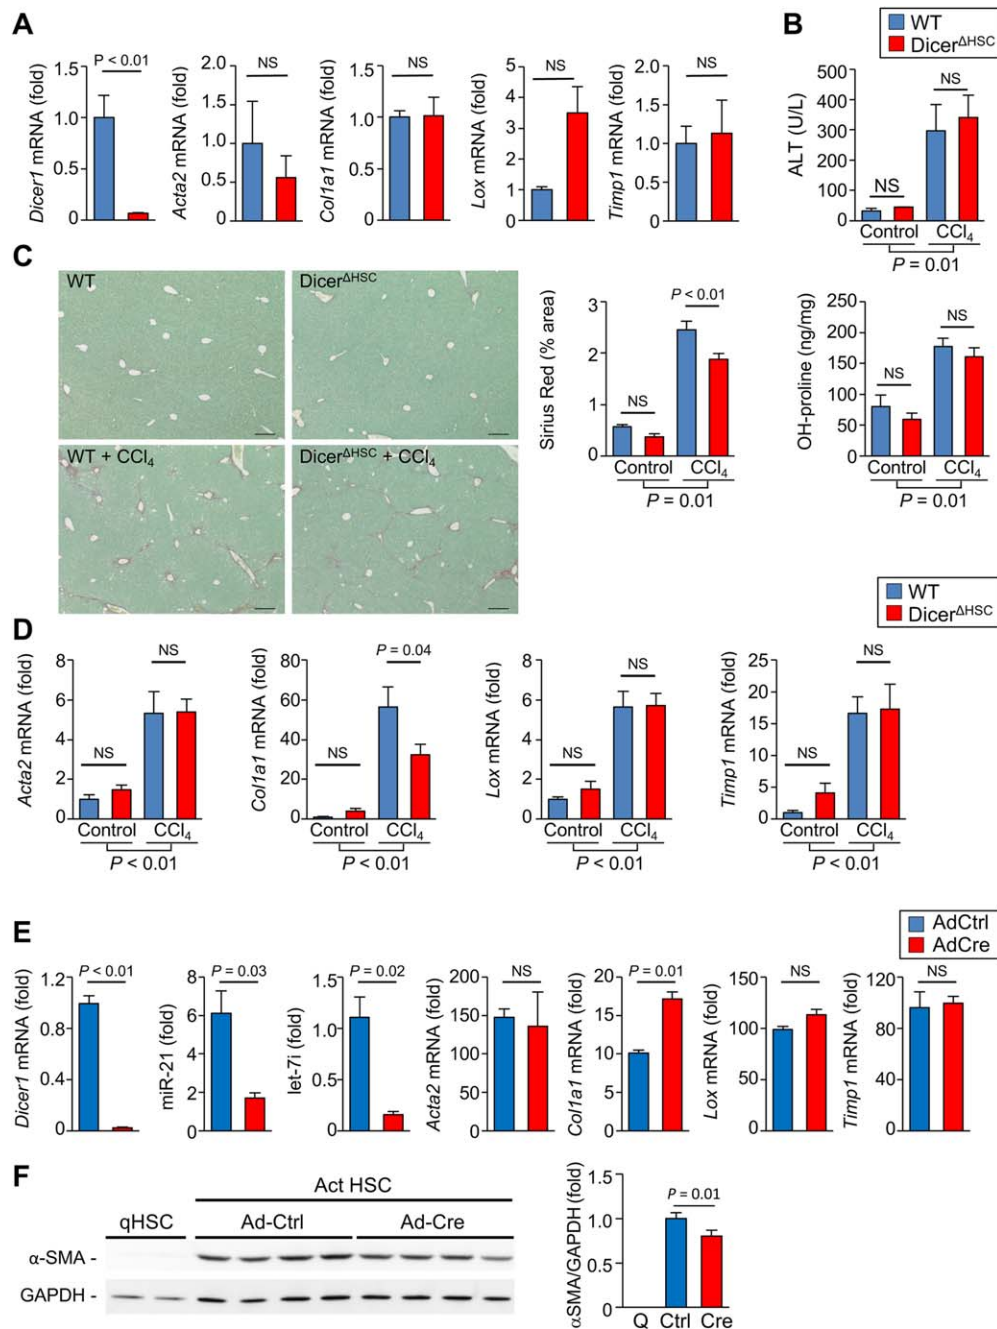 A
P < 0.01
Dicer1 mRNA (fold)
1.5
1.0
0.5
0
NS
Acta2 mRNA (fold)
2.0
1.5
1.0
0.5
0
NS
Col1a1 mRNA (fold)
1.5
1.0
0.5
0
NS
Lox mRNA (fold)
5
4
3
2
1
0
NS
Timp1 mRNA (fold)
2.0
1.5
1.0
0.5
0
B
WT
Dicer^ΔHSC
ALT (U/L)
500
400
300
200
100
0
NS
NS
Control
CCl₄
P = 0.01
C
WT
Dicer^ΔHSC
WT + CCl₄
Dicer^ΔHSC + CCl₄
Sirius Red (% area)
3
2
1
0
NS
P < 0.01
Control
CCl₄
P = 0.01
OH-proline (ng/mg)
250
200
150
100
50
0
NS
NS
Control
CCl₄
P = 0.01
WT
Dicer^ΔHSC
D
Acta2 mRNA (fold)
8
6
4
2
0
NS
NS
Control
CCl₄
P < 0.01
Col1a1 mRNA (fold)
80
60
40
20
0
NS
P = 0.04
Control
CCl₄
P < 0.01
Lox mRNA (fold)
8
6
4
2
0
NS
NS
Control
CCl₄
P < 0.01
Timp1 mRNA (fold)
25
20
15
10
5
0
NS
NS
Control
CCl₄
P < 0.01
AdCtrl
AdCre
E
Dicer1 mRNA (fold)
1.2
0.8
0.4
0
P < 0.01
miR-21 (fold)
8
6
4
2
0
P = 0.03
let-7i (fold)
1.5
1.0
0.5
0
P = 0.02
Acta2 mRNA (fold)
200
150
100
50
0
NS
Col1a1 mRNA (fold)
20
15
10
5
0
P = 0.01
Lox mRNA (fold)
150
100
50
0
NS
Timp1 mRNA (fold)
120
80
40
0
NS
F
Act HSC
qHSC
Ad-Ctrl
Ad-Cre
α-SMA -
GAPDH -
αSMA/GAPDH (fold)
1.5
1.0
0.5
0
P = 0.01
Q Ctrl Cre